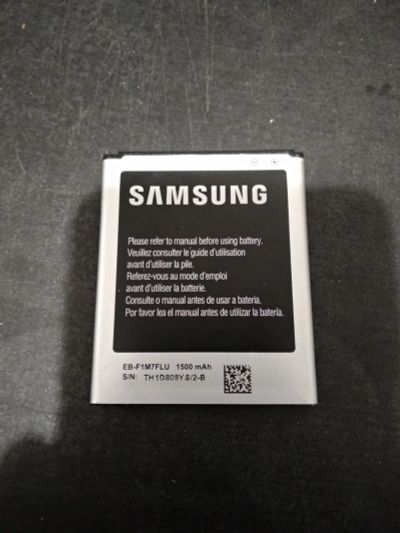 SAMSUNG
Please refer to manual before using battery.
Veuillez consulter le guide d'utilisation
avant d'utiliser la pile.
Referez-vous au mode d'emploi
avant d'utiliser la batterie.
Consulte o manual antes de usar a bateria.
Por favor lea el manual antes de utilizar la batería.
EB-F1M7FLU 1500 mAh
S/N: TH1D808YS/2-B